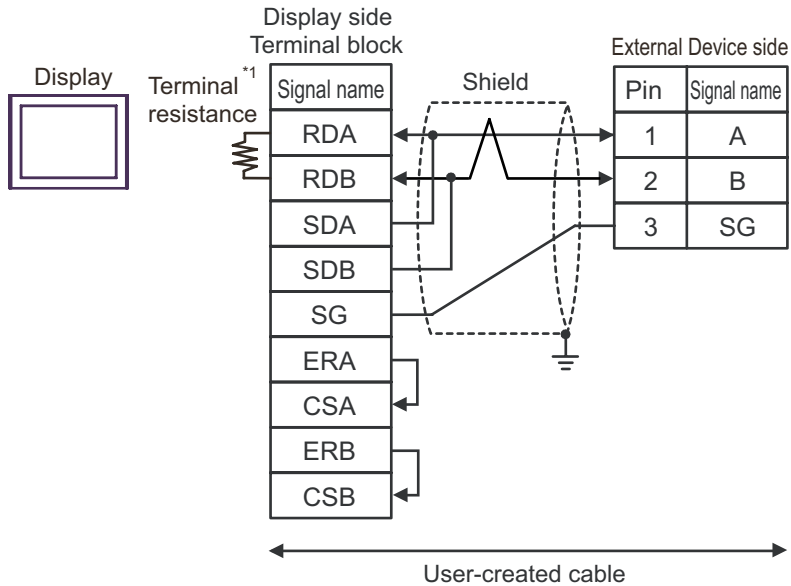 Display side
Terminal block
External Device side
Display
Terminal *1
resistance
Signal name
Shield
Pin
Signal name
RDA
1
A
RDB
2
B
SDA
3
SG
SDB
SG
ERA
CSA
ERB
CSB
User-created cable